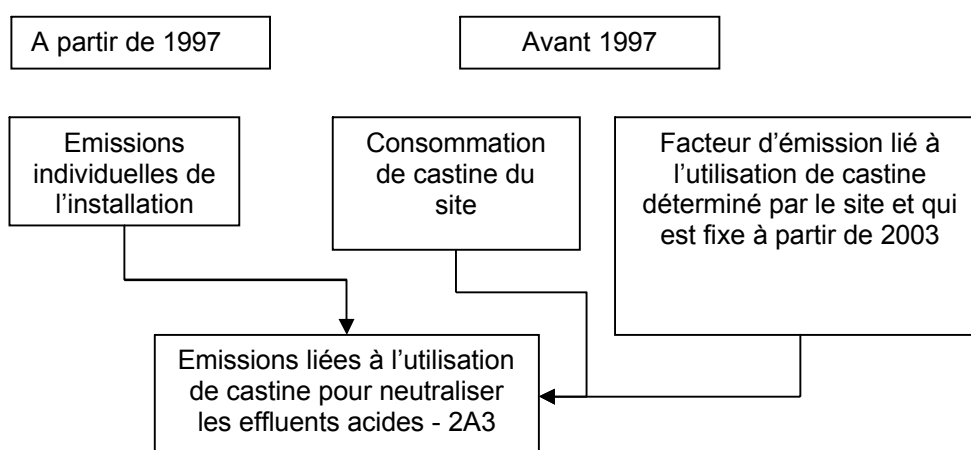 A partir de 1997
Avant 1997
Emissions
individuelles de
l'installation
Consommation
de castine du
site
Facteur d'émission lié à
l'utilisation de castine
déterminé par le site et qui
est fixe à partir de 2003
Emissions liées à l'utilisation
de castine pour neutraliser
les effluents acides - 2A3